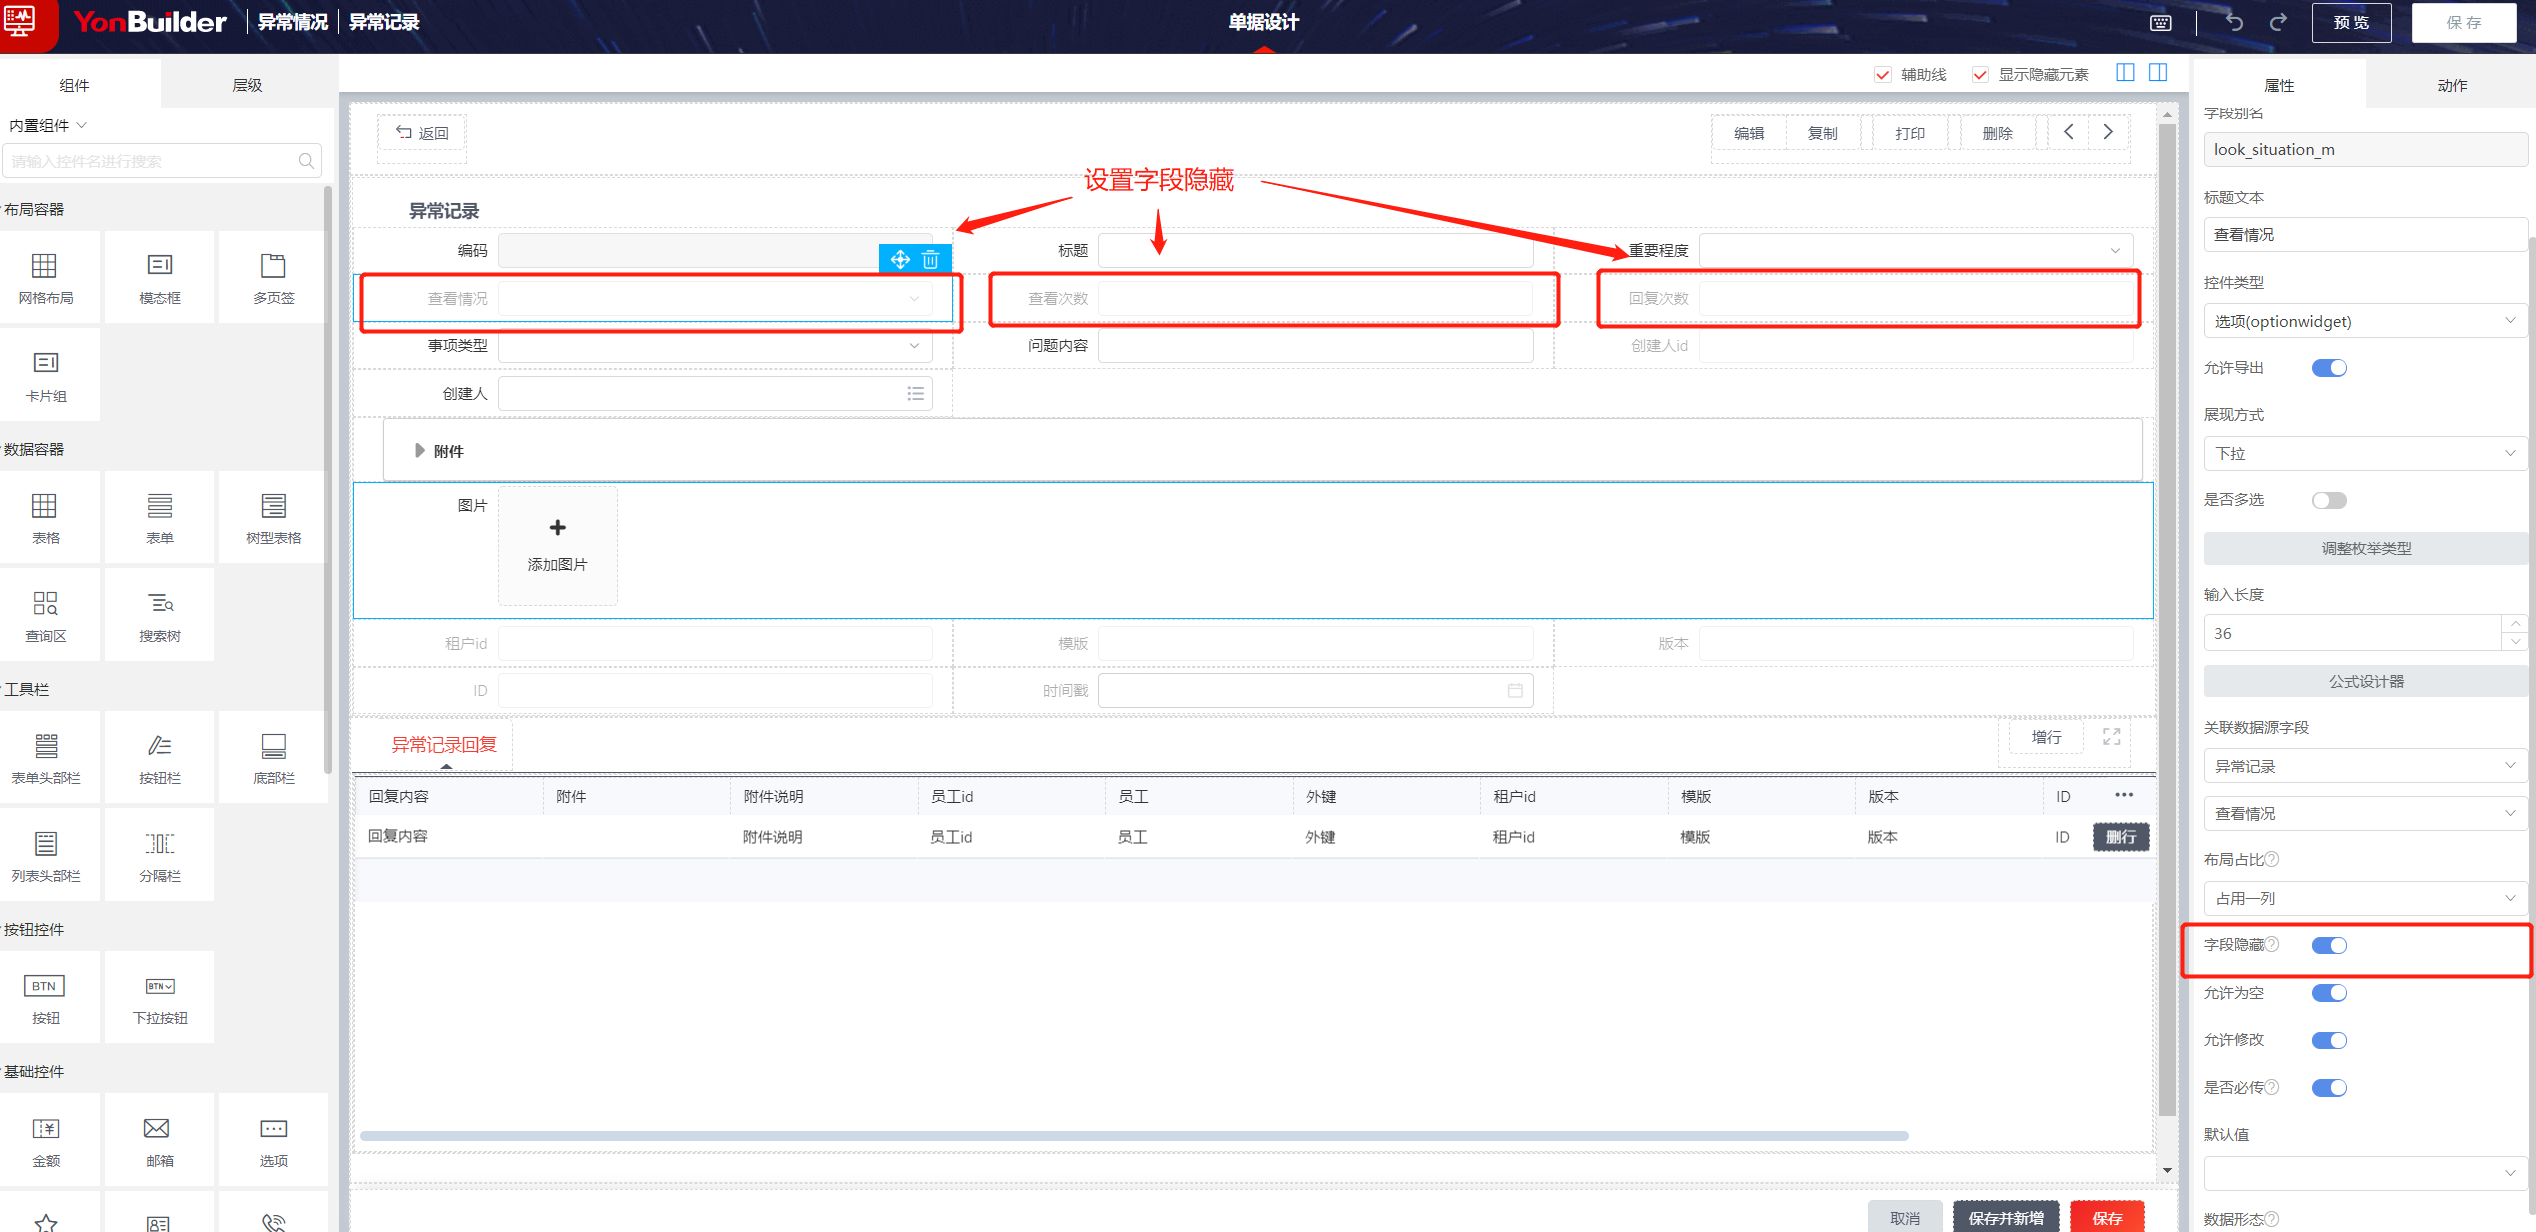 YonBuilder 异常情况 异常记录
单据设计
预览
保存
组件
层级
内置组件
请输入控件名进行搜索
布局容器
网格布局
模态框
多页签
卡片组
数据容器
表格
表单
树型表格
查询区
搜索树
工具栏
表单头部栏
按钮栏
底部栏
列表头部栏
分隔栏
按钮控件
BTN
BTN
按钮
下拉按钮
基础控件
金额
邮箱
选项
辅助线
显示隐藏元素
返回
编辑
复制
打印
删除
设置字段隐藏
异常记录
编码
标题
重要程度
查看情况
查看次数
回复次数
事项类型
问题内容
创建人id
创建人
附件
图片
添加图片
租户id
模版
版本
ID
时间戳
异常记录回复
增行
回复内容 附件 附件说明 员工id 员工 外键 租户id 模版 版本 ID
回复内容 附件说明 员工id 员工 外键 租户id 模版 版本 ID 删行
取消
保存并新增
保存
属性
动作
字段别名
look_situation_m
标题文本
查看情况
控件类型
选项(optionwidget)
允许导出
展现方式
下拉
是否多选
调整枚举类型
输入长度
36
公式设计器
关联数据源字段
异常记录
查看情况
布局占比
占用一列
字段隐藏
允许为空
允许修改
是否必传
默认值
数据形态